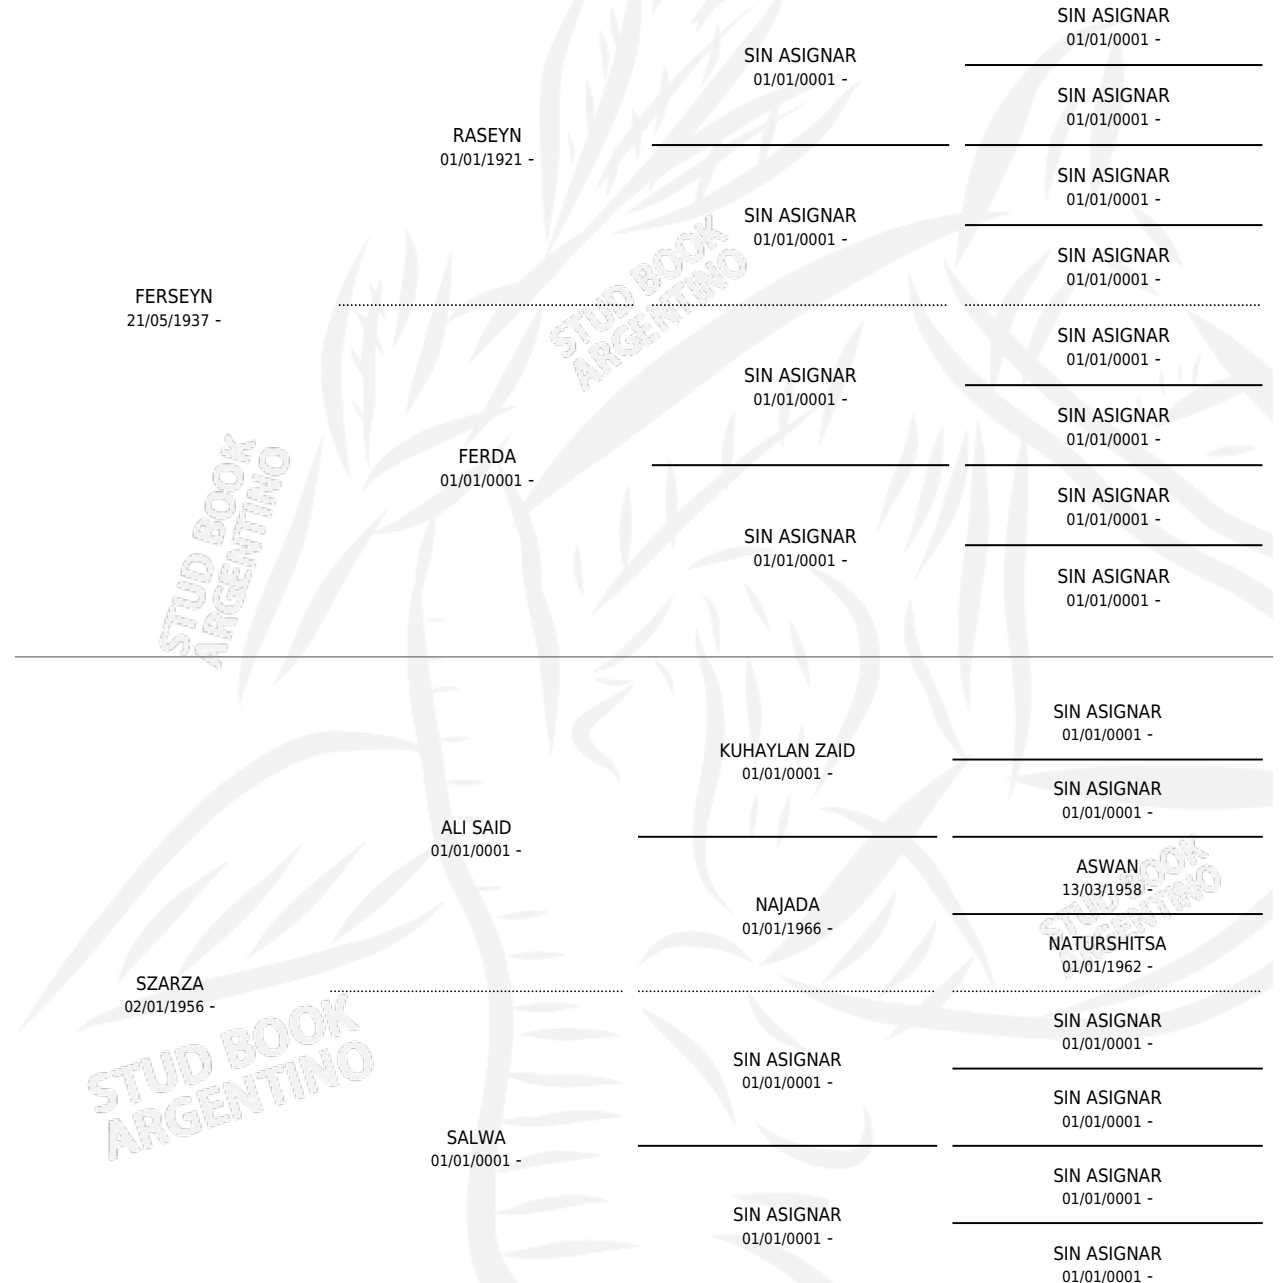 SIN ASIGNAR
01/01/0001 -
SIN ASIGNAR
01/01/0001 -
SIN ASIGNAR
01/01/0001 -
RASEYN
01/01/1921 -
SIN ASIGNAR
01/01/0001 -
SIN ASIGNAR
01/01/0001 -
SIN ASIGNAR
01/01/0001 -
FERSEYN
21/05/1937 -
STUD BOOK
ARGENTINO
SIN ASIGNAR
01/01/0001 -
SIN ASIGNAR
01/01/0001 -
SIN ASIGNAR
01/01/0001 -
FERDA
01/01/0001 -
SIN ASIGNAR
01/01/0001 -
SIN ASIGNAR
01/01/0001 -
SIN ASIGNAR
01/01/0001 -
STUD BOOK
ARGENTINO
SIN ASIGNAR
01/01/0001 -
KUHAYLAN ZAID
01/01/0001 -
SIN ASIGNAR
01/01/0001 -
ALI SAID
01/01/0001 -
ASWAN
13/03/1958 -
NAJADA
01/01/1966 -
STUD BOOK
ARGENTINO
NATURSHITSA
01/01/1962 -
SZARZA
02/01/1956 -
SIN ASIGNAR
01/01/0001 -
SIN ASIGNAR
01/01/0001 -
STUD BOOK
ARGENTINO
SIN ASIGNAR
01/01/0001 -
SALWA
01/01/0001 -
SIN ASIGNAR
01/01/0001 -
SIN ASIGNAR
01/01/0001 -
SIN ASIGNAR
01/01/0001 -